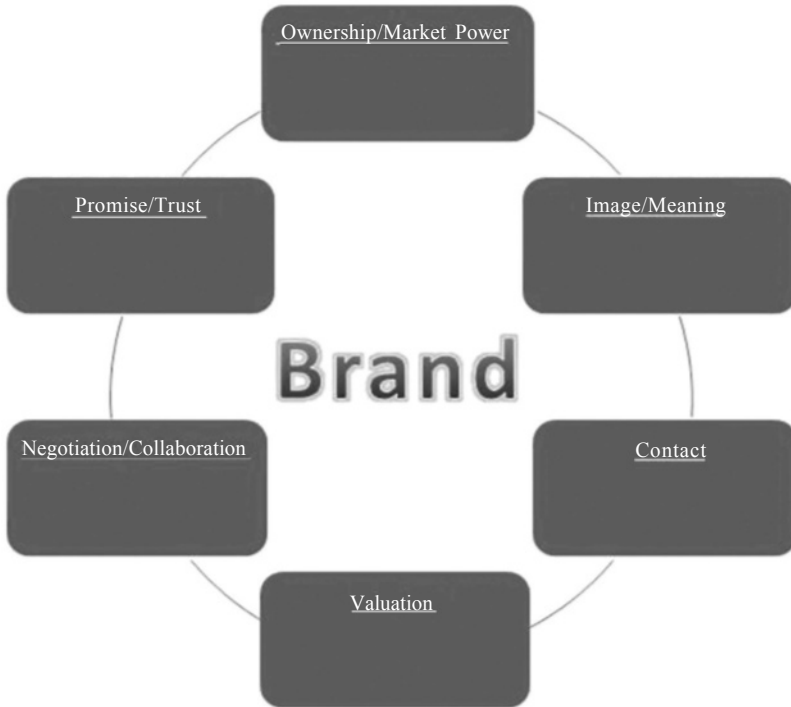 Ownership/Market Power
Promise/Trust
Image/Meaning
Brand
Negotiation/Collaboration
Contact
Valuation